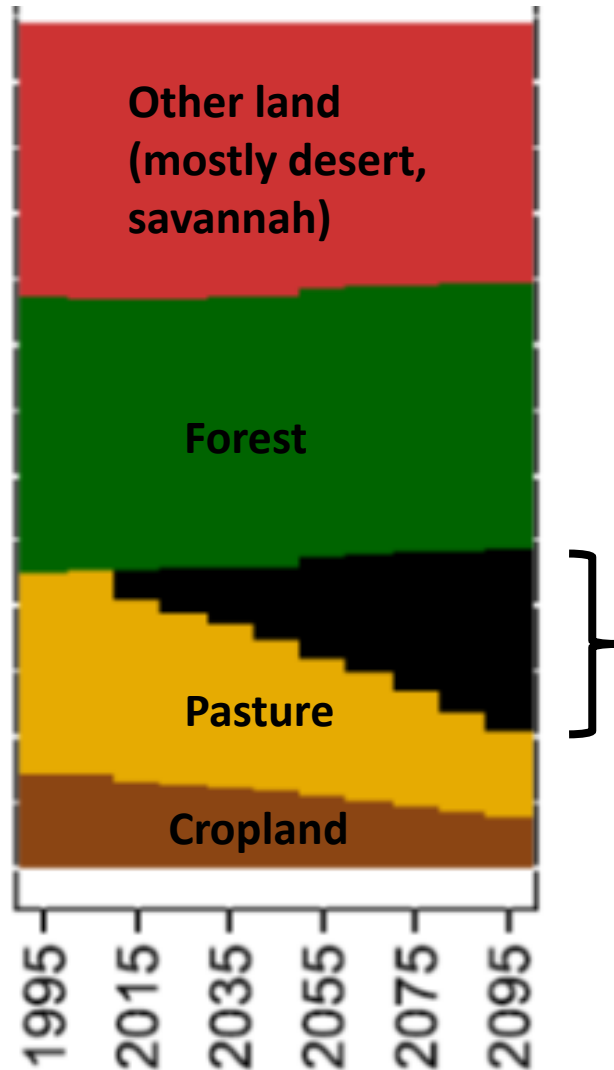 Other land
(mostly desert,
savannah)
Forest
Pasture
Cropland
1995
2015
2035
2055
2075
2095